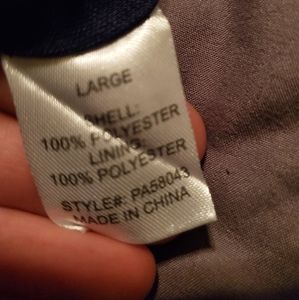 LARGE
SHELL:
100% POLYESTER
LINING:
100% POLYESTER
STYLE#: PA58043
MADE IN CHINA